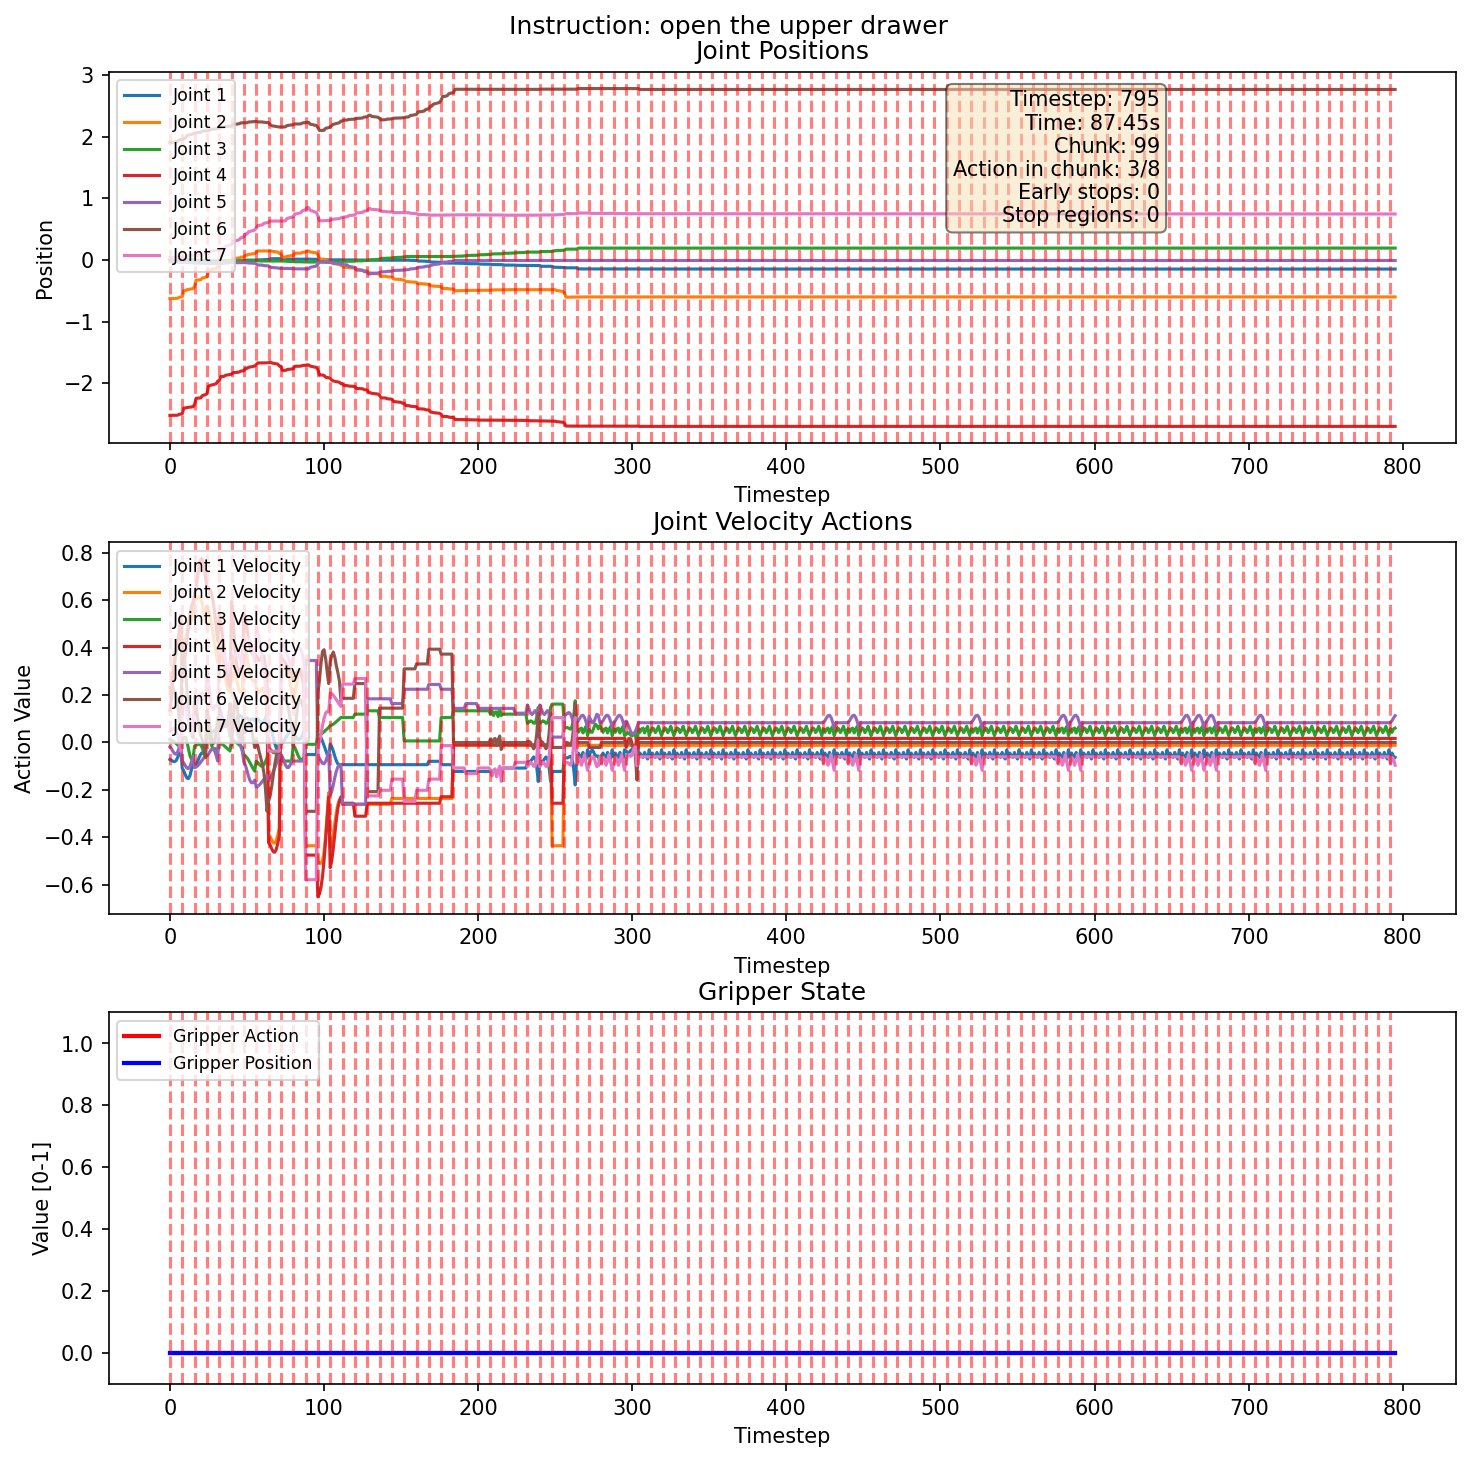 Instruction: open the upper drawer
Joint Positions
3
2
1
0
−1
−2
Position
Joint 1
Joint 2
Joint 3
Joint 4
Joint 5
Joint 6
Joint 7
Timestep: 795
Time: 87.45s
Chunk: 99
Action in chunk: 3/8
Early stops: 0
Stop regions: 0
0 100 200 300 400 500 600 700 800
Timestep
Joint Velocity Actions
0.8
0.6
0.4
0.2
0.0
−0.2
−0.4
−0.6
Action Value
Joint 1 Velocity
Joint 2 Velocity
Joint 3 Velocity
Joint 4 Velocity
Joint 5 Velocity
Joint 6 Velocity
Joint 7 Velocity
0 100 200 300 400 500 600 700 800
Timestep
Gripper State
1.0
0.8
0.6
0.4
0.2
0.0
Value [0-1]
Gripper Action
Gripper Position
0 100 200 300 400 500 600 700 800
Timestep